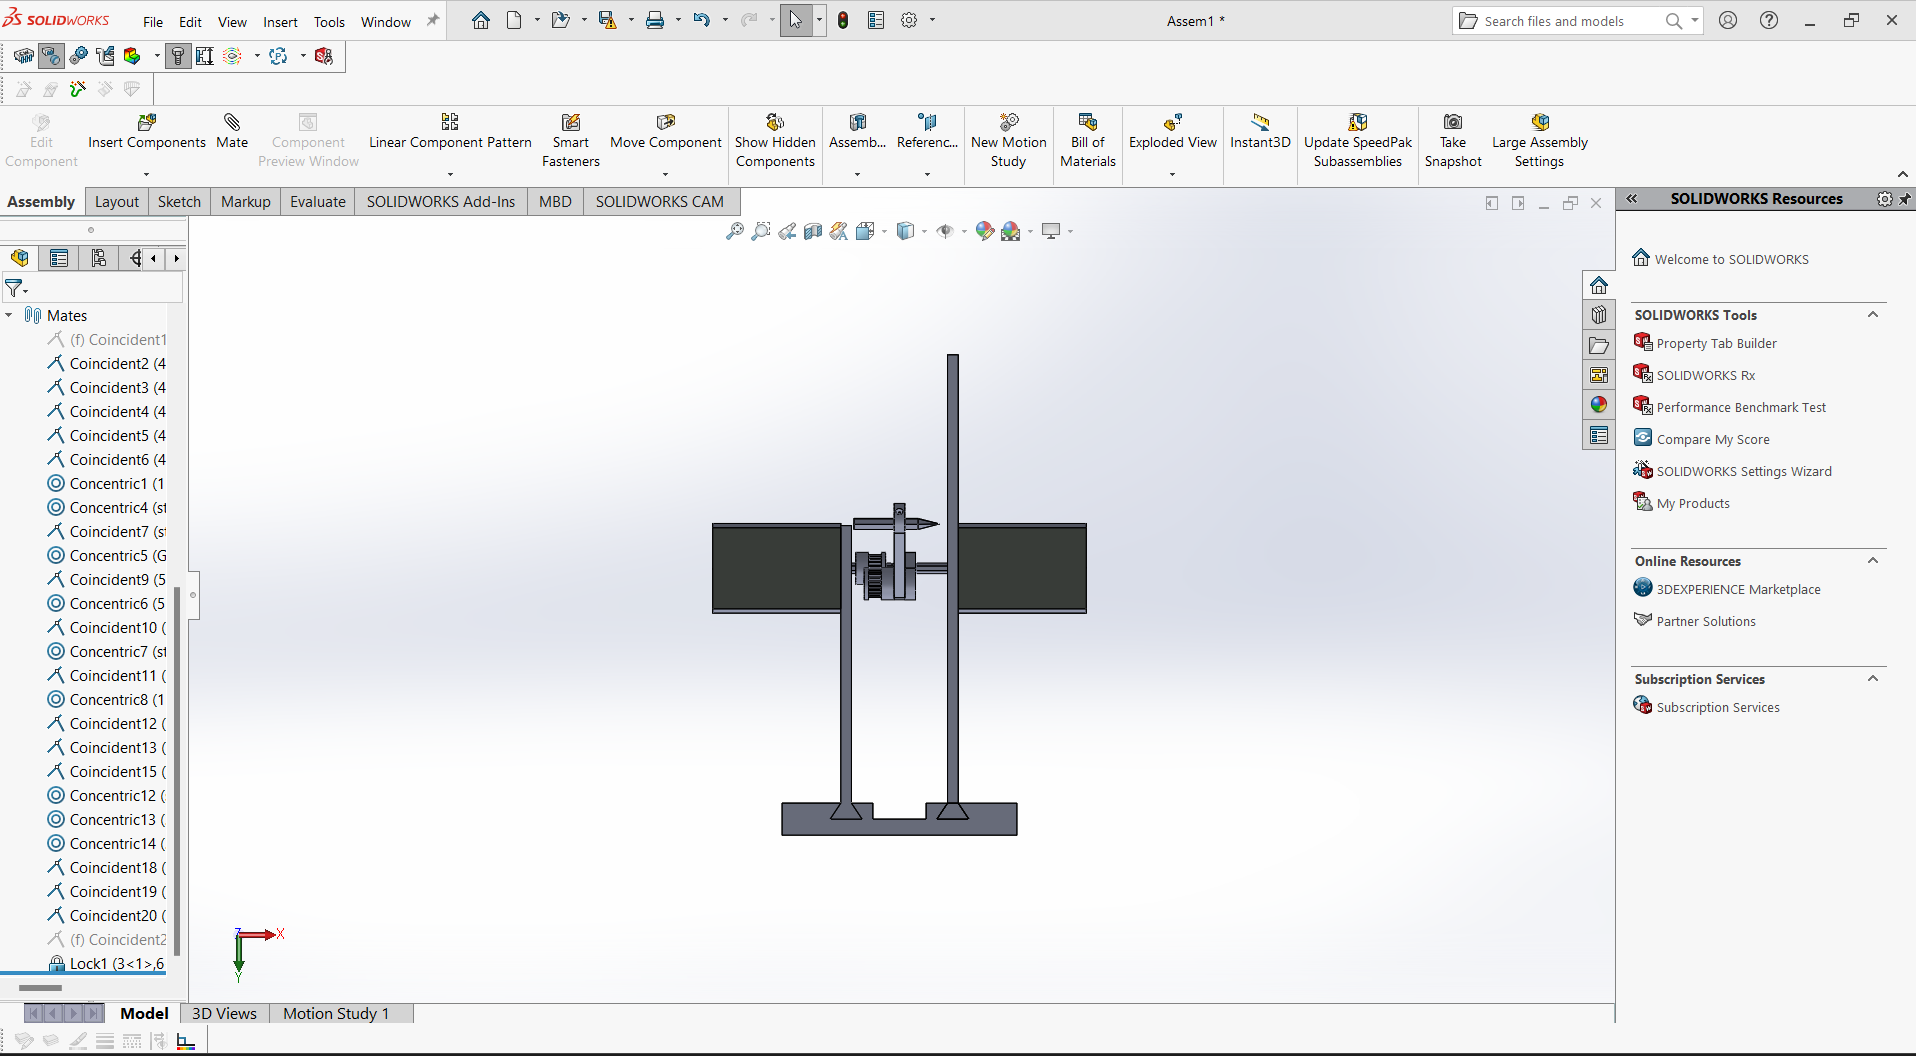 SOLIDWORKS File Edit View Insert Tools Window Assem1 * Search files and models
Edit Component
Insert Components
Mate
Component Preview Window
Linear Component Pattern
Smart Fasteners
Move Component
Show Hidden Components
Assemb...
Referenc...
New Motion Study
Bill of Materials
Exploded View
Instant3D
Update SpeedPak Subassemblies
Take Snapshot
Large Assembly Settings
Assembly Layout Sketch Markup Evaluate SOLIDWORKS Add-Ins MBD SOLIDWORKS CAM
Mates
(f) Coincident1
Coincident2 (4
Coincident3 (4
Coincident4 (4
Coincident5 (4
Coincident6 (4
Concentric1 (1
Concentric4 (st
Coincident7 (st
Concentric5 (G
Coincident9 (5
Concentric6 (5
Coincident10 (
Concentric7 (st
Coincident11 (
Concentric8 (1
Coincident12 (
Coincident13 (
Coincident15 (
Concentric12 (
Concentric13 (
Concentric14 (
Coincident18 (
Coincident19 (
Coincident20 (
(f) Coincident2
Lock1 (3<1>,6
Z
X
Y
Model 3D Views Motion Study 1
SOLIDWORKS Resources
Welcome to SOLIDWORKS
SOLIDWORKS Tools
Property Tab Builder
SOLIDWORKS Rx
Performance Benchmark Test
Compare My Score
SOLIDWORKS Settings Wizard
My Products
Online Resources
3DEXPERIENCE Marketplace
Partner Solutions
Subscription Services
Subscription Services